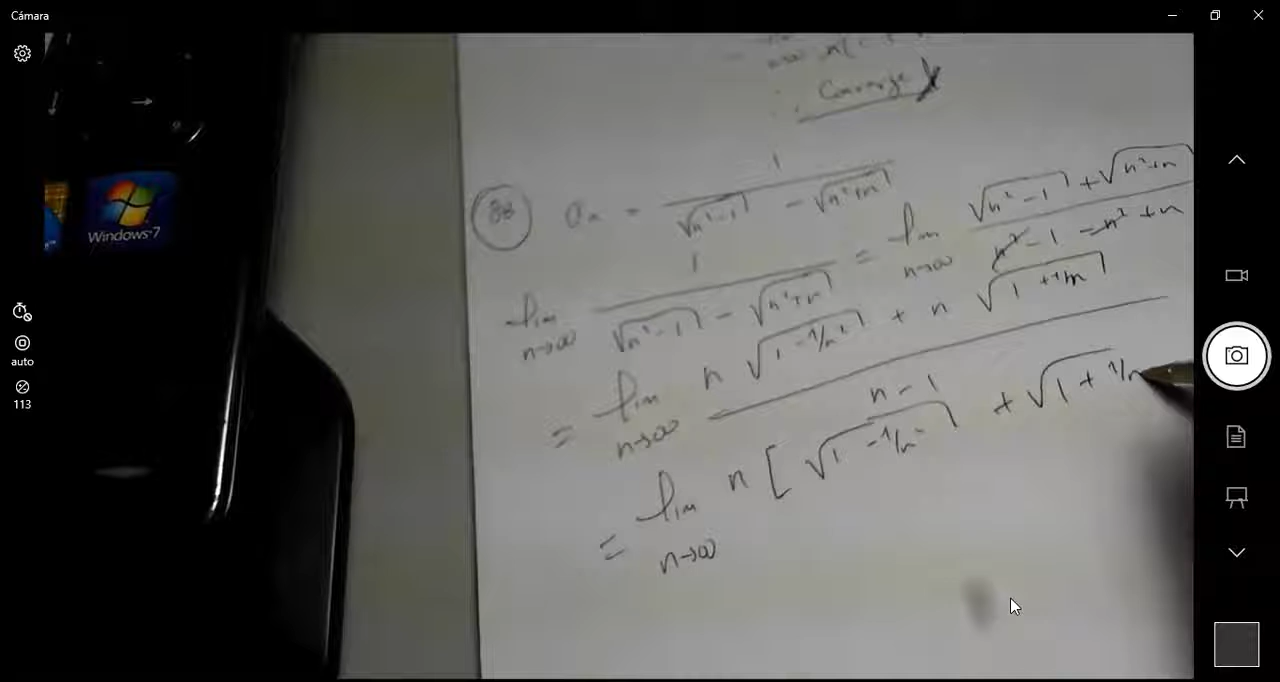 Cámara
Converge
88 aₙ = 1 / (√(n²-1) - √(n²+n))
lim n→∞ 1 / (√(n²-1) - √(n²+n)) = lim n→∞ (√(n²-1) + √(n²+n)) / (n² - 1 - n² + n)
= lim n→∞ (n √(1 - 1/n²) + n √(1 + 1/n)) / (n - 1)
= lim n→∞ n [ √(1 - 1/n²) + √(1 + 1/n)
Windows 7
auto
113